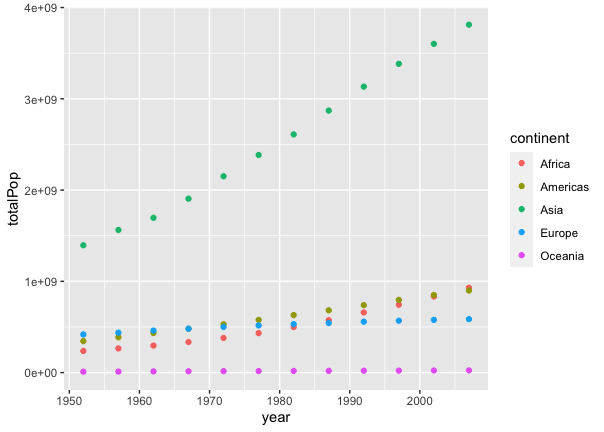 4e+09
3e+09
2e+09
1e+09
0e+00
totalPop
1950
1960
1970
1980
1990
2000
year
continent
Africa
Americas
Asia
Europe
Oceania